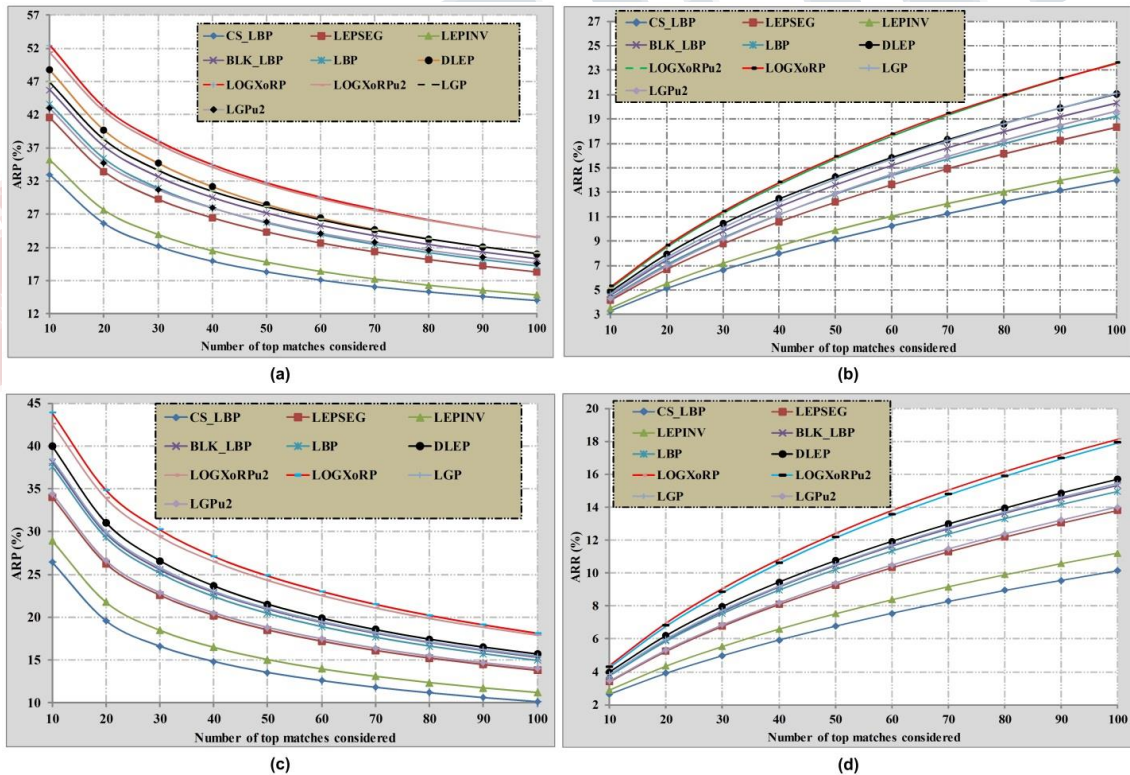 CS_LBP LEPSEG LEPINV
BLK_LBP LBP DLEP
LOGXoRP LOGXoRPu2 LGP
LGPu2
57
52
47
42
37
32
27
22
17
12
ARP (%)
10 20 30 40 50 60 70 80 90 100
Number of top matches considered
(a)
CS_LBP LEPSEG LEPINV
BLK_LBP LBP DLEP
LOGXoRPu2 LOGXoRP LGP
LGPu2
27
25
23
21
19
17
15
13
11
9
7
5
3
ARR (%)
10 20 30 40 50 60 70 80 90 100
Number of top matches considered
(b)
CS_LBP LEPSEG LEPINV
BLK_LBP LBP DLEP
LOGXoRPu2 LOGXoRP LGP
LGPu2
45
40
35
30
25
20
15
10
ARP (%)
10 20 30 40 50 60 70 80 90 100
Number of top matches considered
(c)
CS_LBP LEPSEG
LEPINV BLK_LBP
LBP DLEP
LOGXoRP LOGXoRPu2
LGP LGPu2
20
18
16
14
12
10
8
6
4
2
ARR (%)
10 20 30 40 50 60 70 80 90 100
Number of top matches considered
(d)